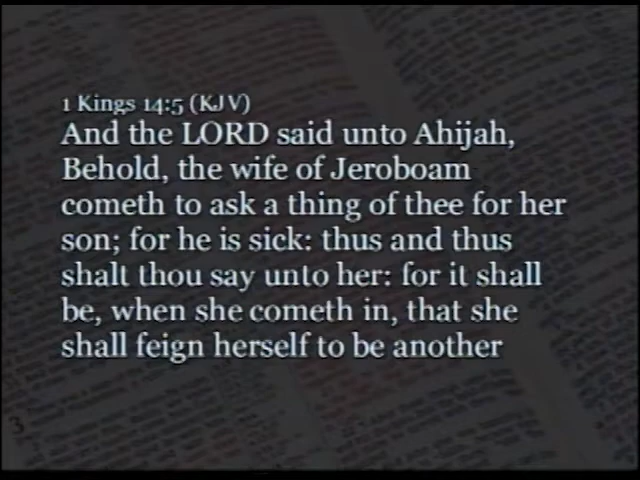 1 Kings 14:5 (KJV)
And the LORD said unto Ahijah,
Behold, the wife of Jeroboam
cometh to ask a thing of thee for her
son; for he is sick: thus and thus
shalt thou say unto her: for it shall
be, when she cometh in, that she
shall feign herself to be another
3